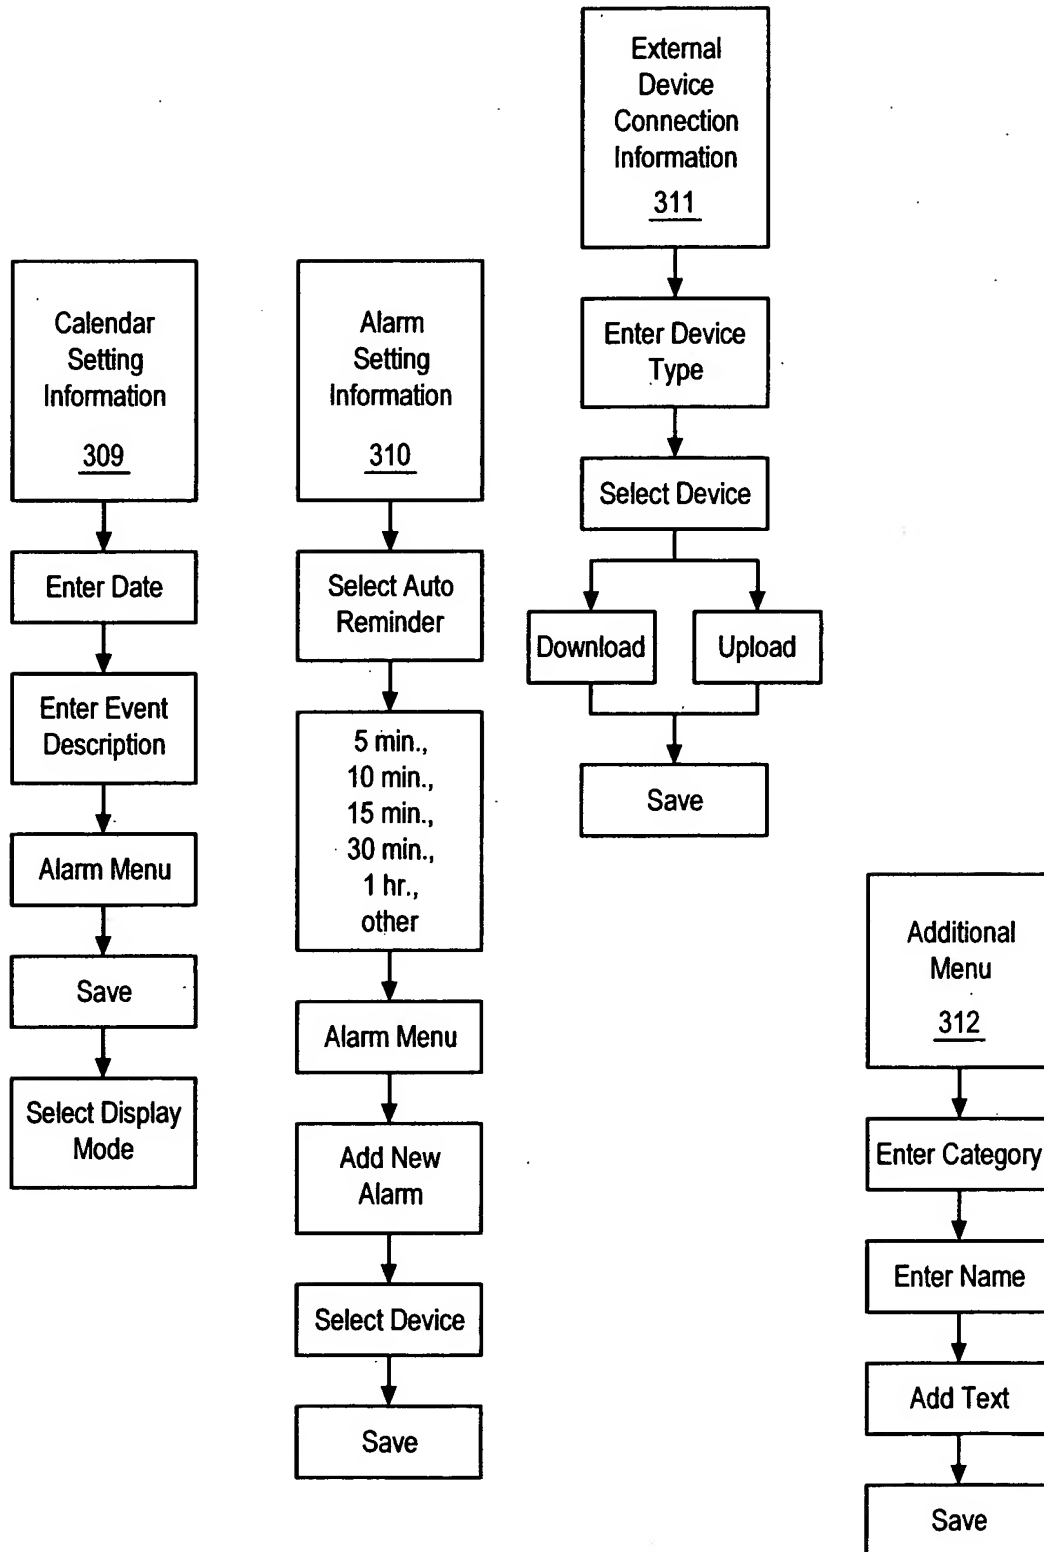 Calendar
Setting
Information
309
Enter Date
Enter Event
Description
Alarm Menu
Save
Select Display
Mode
Alarm
Setting
Information
310
Select Auto
Reminder
5 min.,
10 min.,
15 min.,
30 min.,
1 hr.,
other
Alarm Menu
Add New
Alarm
Select Device
Save
External
Device
Connection
Information
311
Enter Device
Type
Select Device
Download
Upload
Save
Additional
Menu
312
Enter Category
Enter Name
Add Text
Save